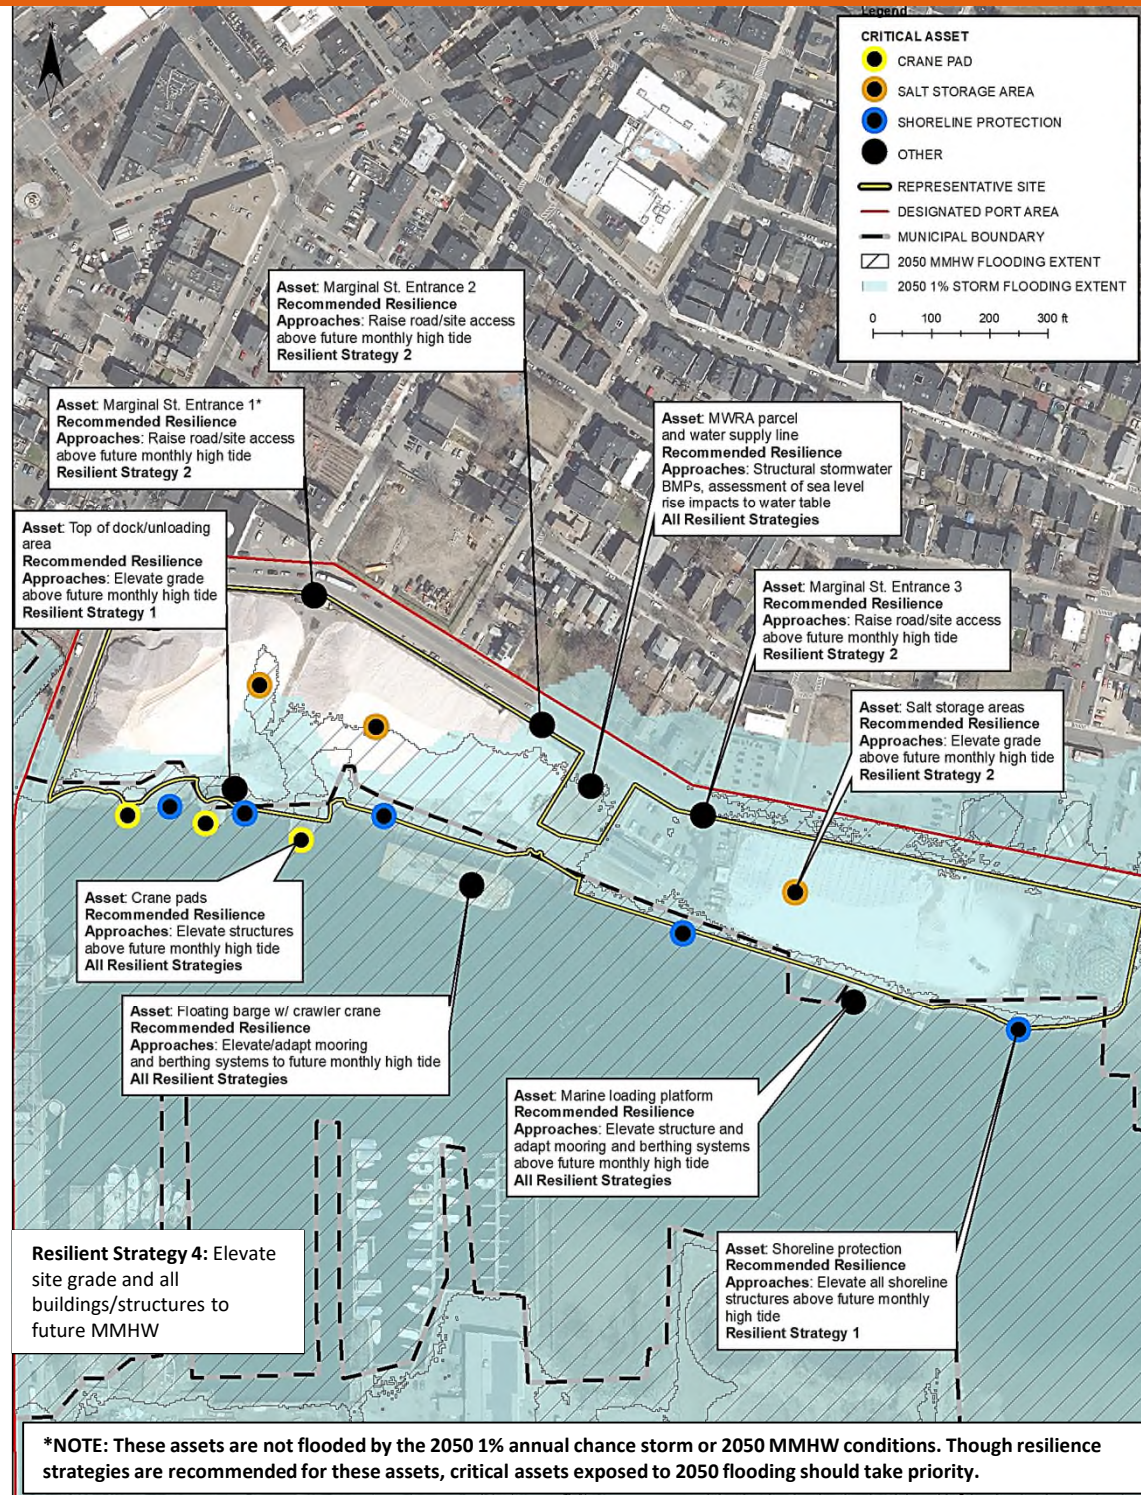 N
Legend
CRITICAL ASSET
CRANE PAD
SALT STORAGE AREA
SHORELINE PROTECTION
OTHER
REPRESENTATIVE SITE
DESIGNATED PORT AREA
MUNICIPAL BOUNDARY
2050 MMHW FLOODING EXTENT
2050 1% STORM FLOODING EXTENT
0 100 200 300 ft
Asset: Marginal St. Entrance 2
Recommended Resilience
Approaches: Raise road/site access
above future monthly high tide
Resilient Strategy 2
Asset: Marginal St. Entrance 1*
Recommended Resilience
Approaches: Raise road/site access
above future monthly high tide
Resilient Strategy 2
Asset: MWRA parcel
and water supply line
Recommended Resilience
Approaches: Structural stormwater
BMPs, assessment of sea level
rise impacts to water table
All Resilient Strategies
Asset: Top of dock/unloading
area
Recommended Resilience
Approaches: Elevate grade
above future monthly high tide
Resilient Strategy 1
Asset: Marginal St. Entrance 3
Recommended Resilience
Approaches: Raise road/site access
above future monthly high tide
Resilient Strategy 2
Asset: Salt storage areas
Recommended Resilience
Approaches: Elevate grade
above future monthly high tide
Resilient Strategy 2
Asset: Crane pads
Recommended Resilience
Approaches: Elevate structures
above future monthly high tide
All Resilient Strategies
Asset: Floating barge w/ crawler crane
Recommended Resilience
Approaches: Elevate/adapt mooring
and berthing systems to future monthly high tide
All Resilient Strategies
Asset: Marine loading platform
Recommended Resilience
Approaches: Elevate structure and
adapt mooring and berthing systems
above future monthly high tide
All Resilient Strategies
Asset: Shoreline protection
Recommended Resilience
Approaches: Elevate all shoreline
structures above future monthly
high tide
Resilient Strategy 1
Resilient Strategy 4: Elevate
site grade and all
buildings/structures to
future MMHW
*NOTE: These assets are not flooded by the 2050 1% annual chance storm or 2050 MMHW conditions. Though resilience
strategies are recommended for these assets, critical assets exposed to 2050 flooding should take priority.